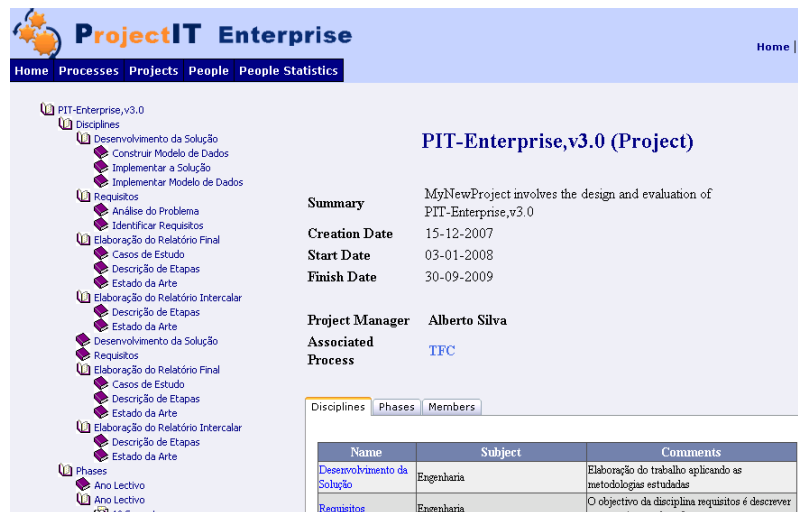 ProjectIT Enterprise
Home |
Home Processes Projects People People Statistics
PIT-Enterprise,v3.0
Disciplines
Desenvolvimento da Solução
Construir Modelo de Dados
Implementar a Solução
Implementar Modelo de Dados
Requisitos
Análise do Problema
Identificar Requisitos
Elaboração do Relatório Final
Casos de Estudo
Descrição de Etapas
Estado da Arte
Elaboração do Relatório Intercalar
Descrição de Etapas
Estado da Arte
Desenvolvimento da Solução
Requisitos
Elaboração do Relatório Final
Casos de Estudo
Descrição de Etapas
Estado da Arte
Elaboração do Relatório Intercalar
Descrição de Etapas
Estado da Arte
Phases
Ano Lectivo
Ano Lectivo
PIT-Enterprise,v3.0 (Project)
Summary MyNewProject involves the design and evaluation of
PIT-Enterprise,v3.0
Creation Date 15-12-2007
Start Date 03-01-2008
Finish Date 30-09-2009
Project Manager Alberto Silva
Associated
Process TFC
Disciplines Phases Members
Name Subject Comments
Desenvolvimento da
Solução Engenharia Elaboração do trabalho aplicando as
metodologias estudadas
Requisitos Engenharia O objectivo da disciplina requisitos é descrever